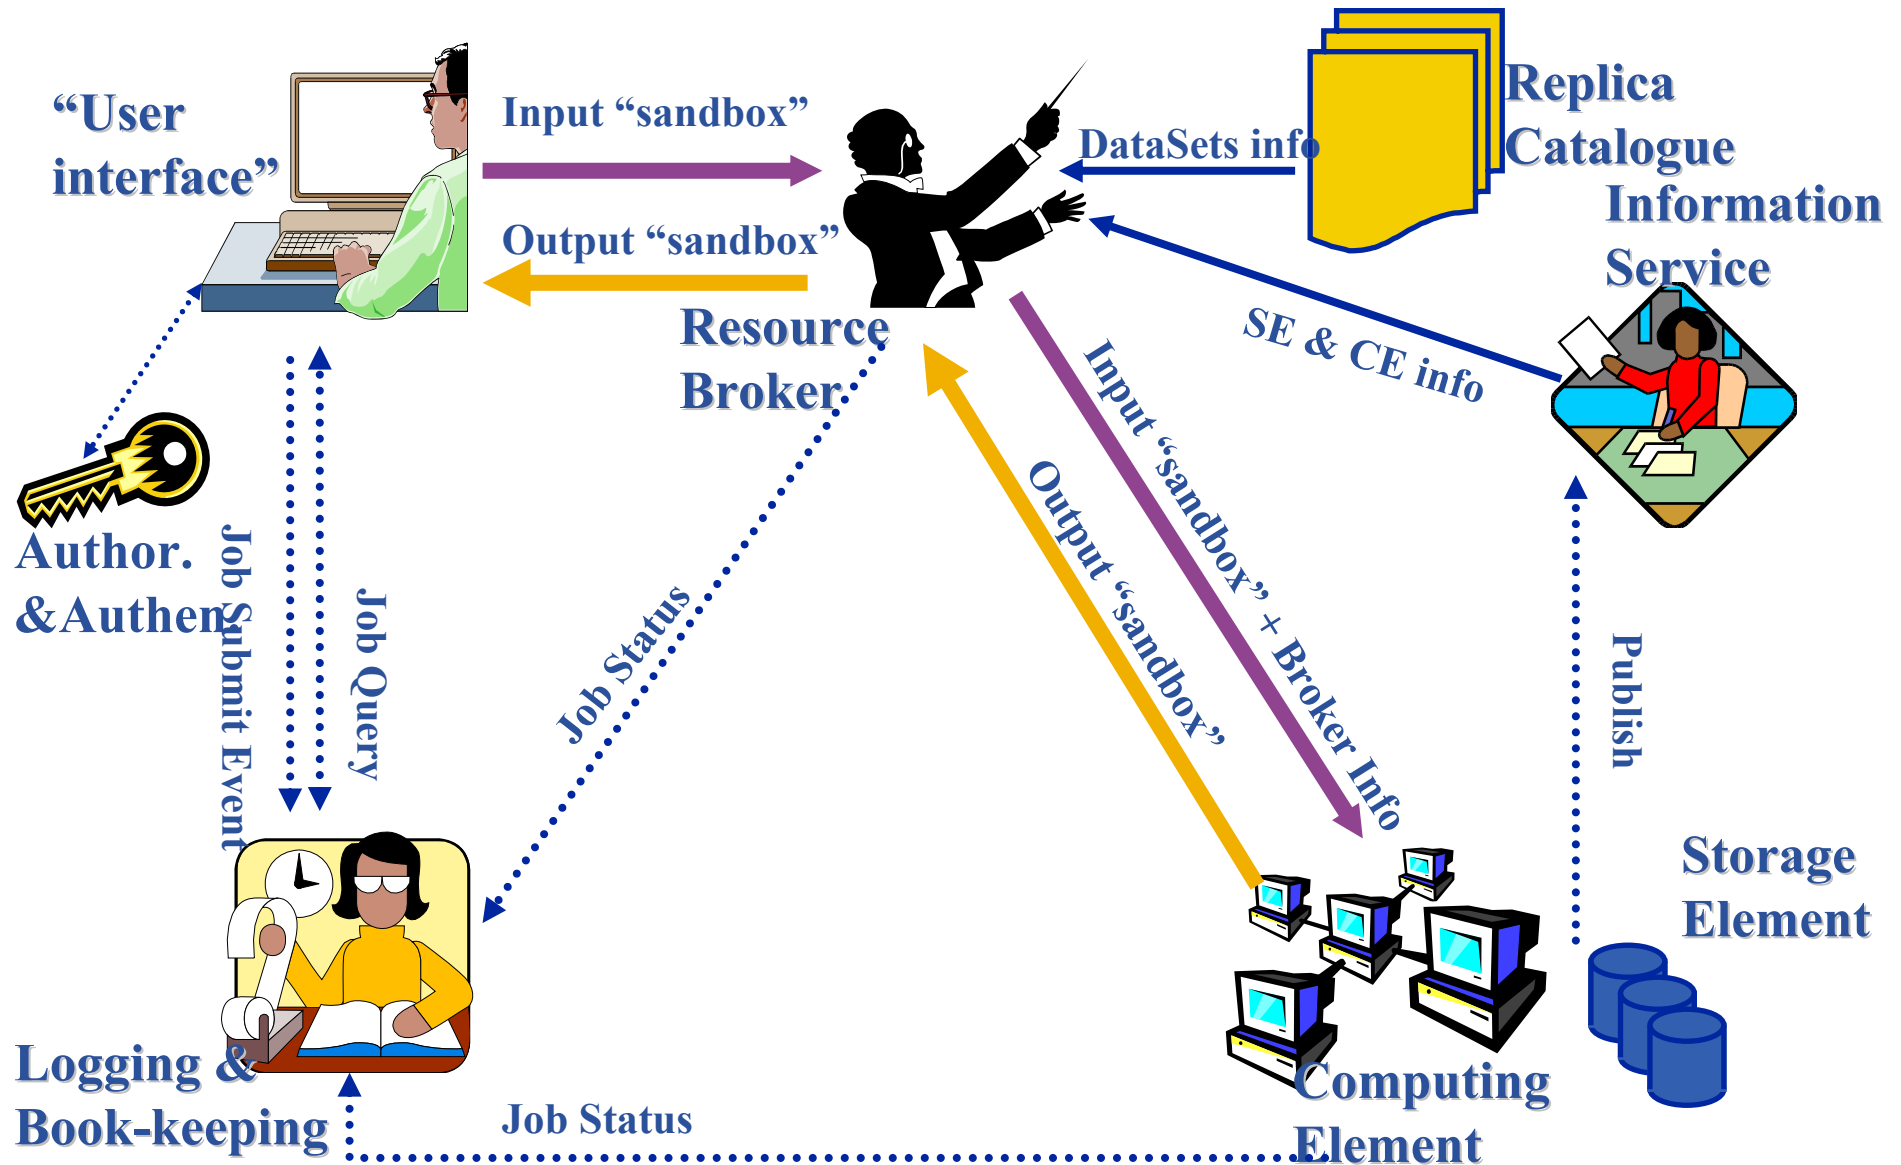 “User
interface”
Input “sandbox”
Output “sandbox”
DataSets info
Replica
Catalogue
Information
Service
SE & CE info
Resource
Broker
Input “sandbox” + Broker Info
Output “sandbox”
Author.
&Authen.
Job Submit Event
Job Query
Job Status
Publish
Storage
Element
Logging &
Book-keeping
Job Status
Computing
Element